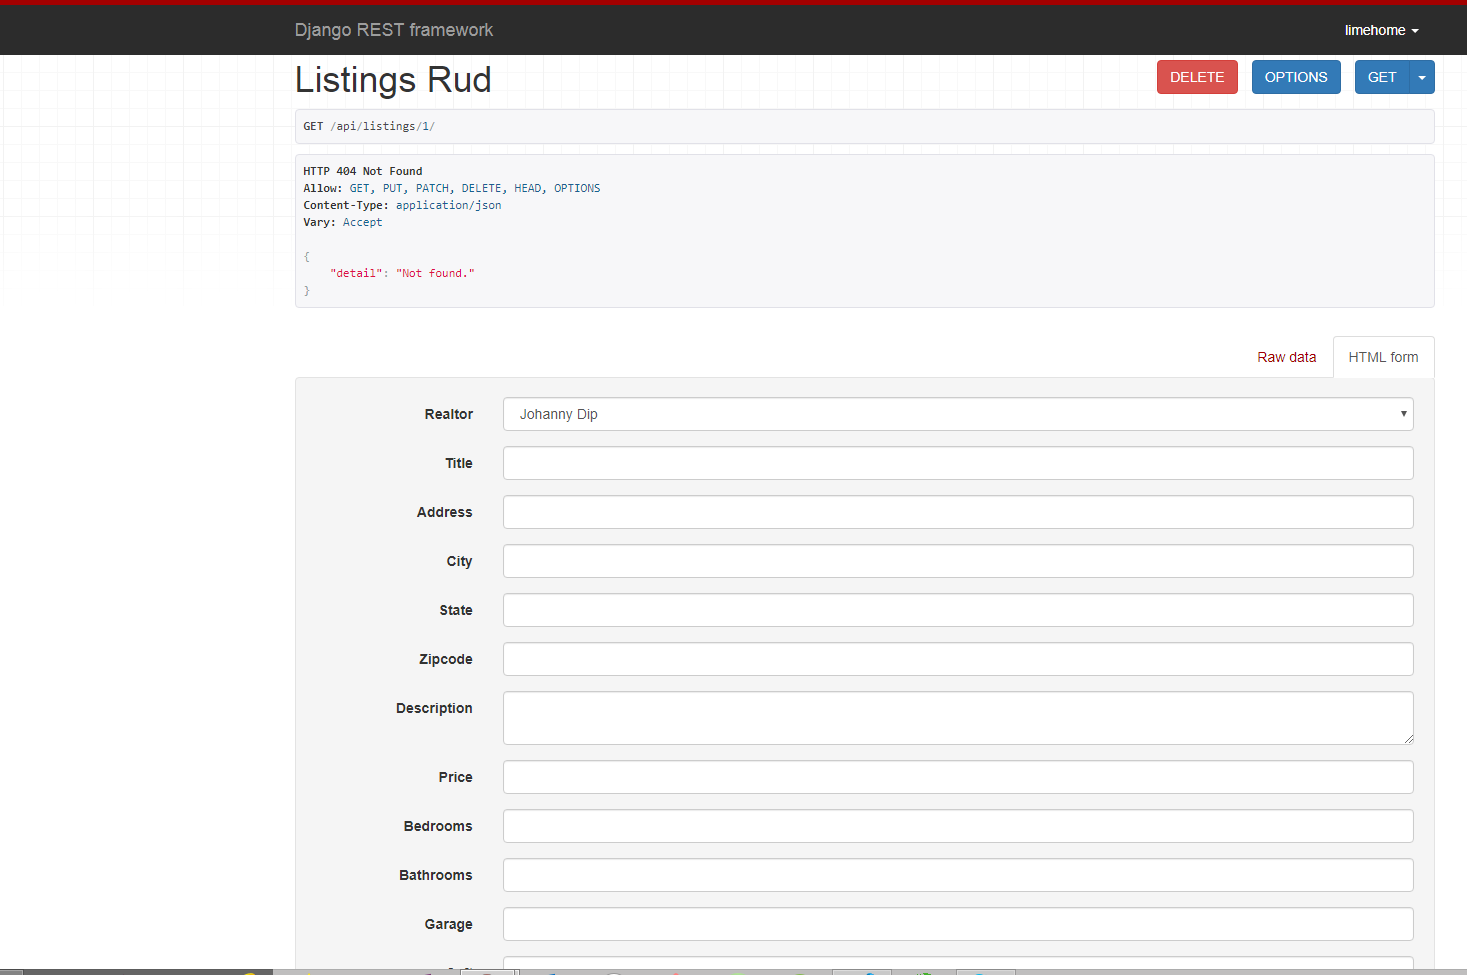 Django REST framework
limehome
Listings Rud
DELETE
OPTIONS
GET
GET /api/listings/1/
HTTP 404 Not Found
Allow: GET, PUT, PATCH, DELETE, HEAD, OPTIONS
Content-Type: application/json
Vary: Accept
{
"detail": "Not found."
}
Raw data
HTML form
Realtor
Johanny Dip
Title
Address
City
State
Zipcode
Description
Price
Bedrooms
Bathrooms
Garage